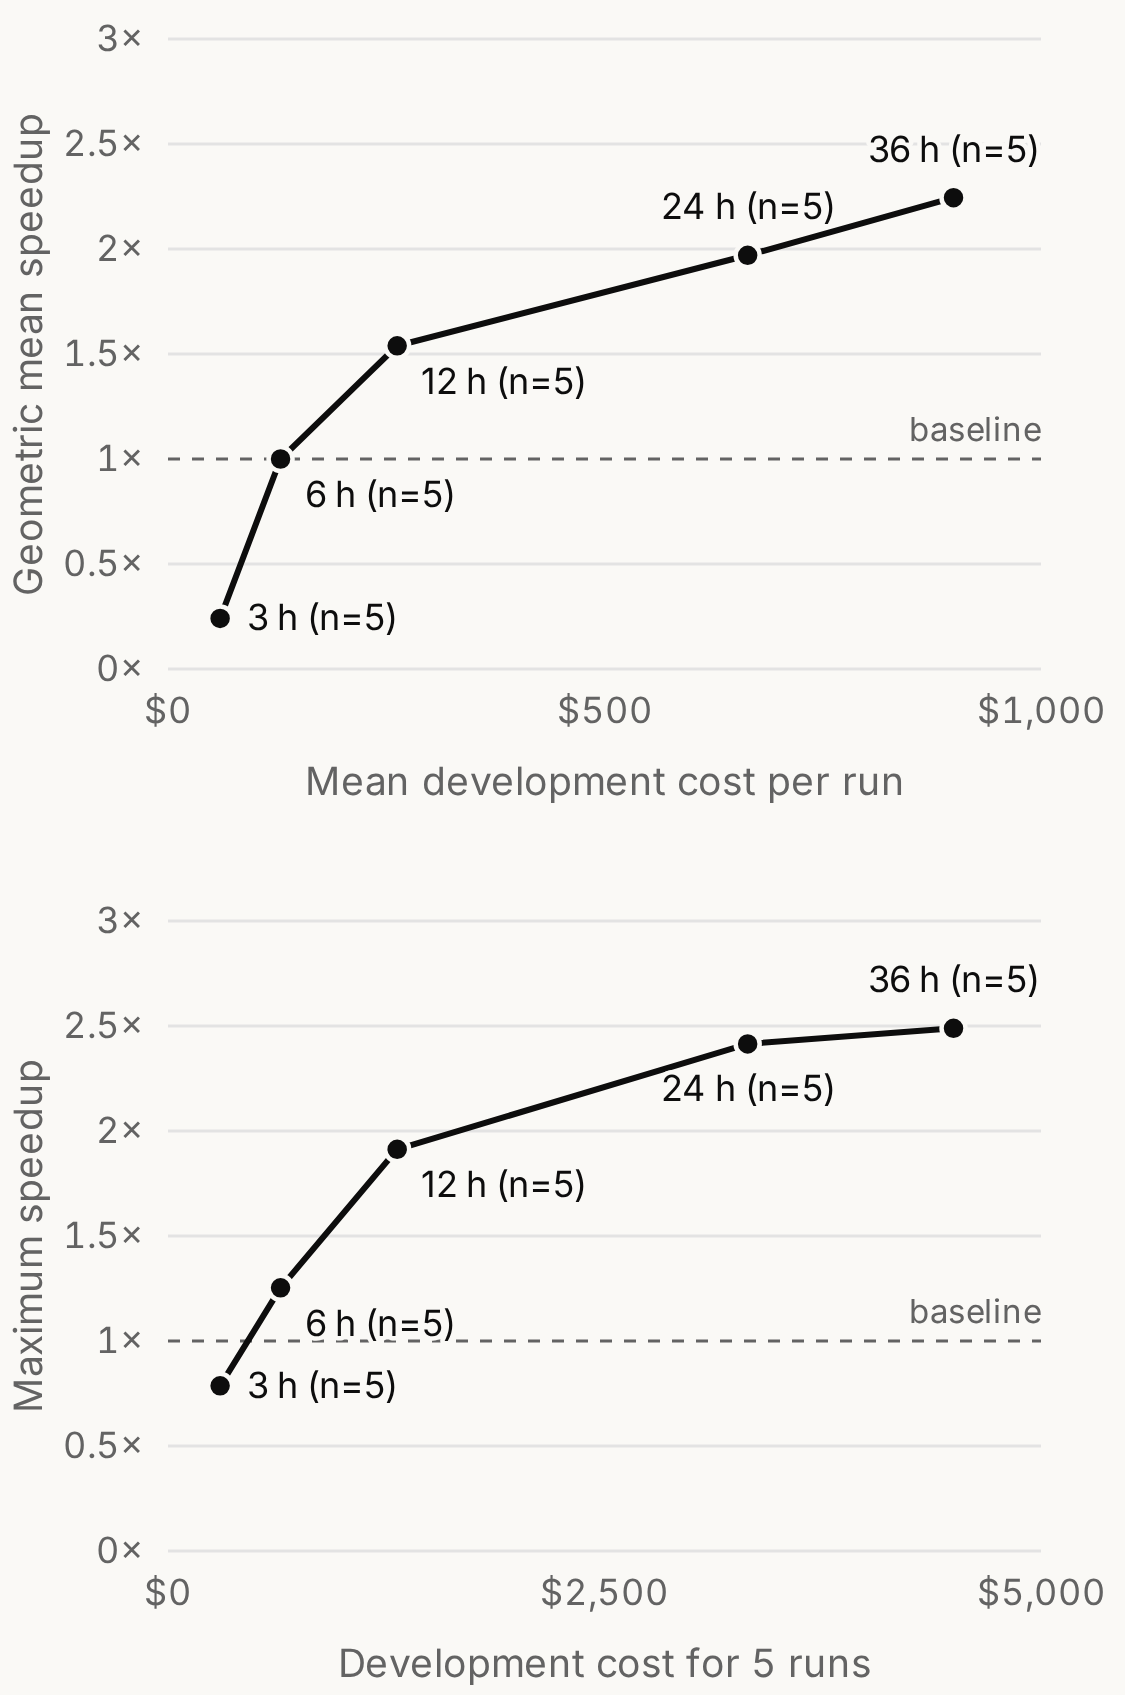 3×
2.5×
2×
1.5×
1×
0.5×
0×
Geometric mean speedup
36 h (n=5)
24 h (n=5)
12 h (n=5)
baseline
6 h (n=5)
3 h (n=5)
$0
$500
$1,000
Mean development cost per run
3×
2.5×
2×
1.5×
1×
0.5×
0×
Maximum speedup
36 h (n=5)
24 h (n=5)
12 h (n=5)
baseline
6 h (n=5)
3 h (n=5)
$0
$2,500
$5,000
Development cost for 5 runs